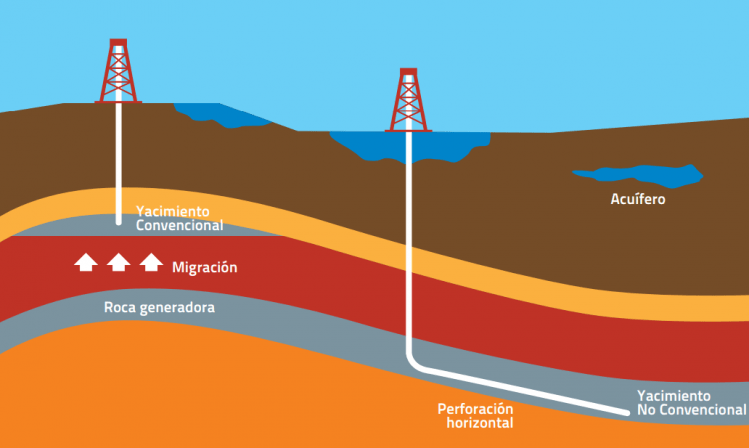 Acuífero
Yacimiento
Convencional
Migración
Roca generadora
Perforación
horizontal
Yacimiento
No Convencional